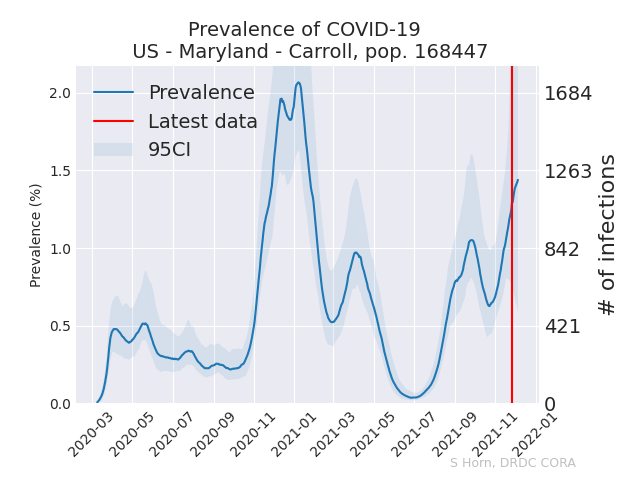 Prevalence of COVID-19
US - Maryland - Carroll, pop. 168447
Prevalence
Latest data
95CI
Prevalence (%)
2.0
1.5
1.0
0.5
0.0
1684
1263
842
421
0
# of infections
2020-03
2020-05
2020-07
2020-09
2020-11
2021-01
2021-03
2021-05
2021-07
2021-09
2021-11
2022-01
S Horn, DRDC CORA